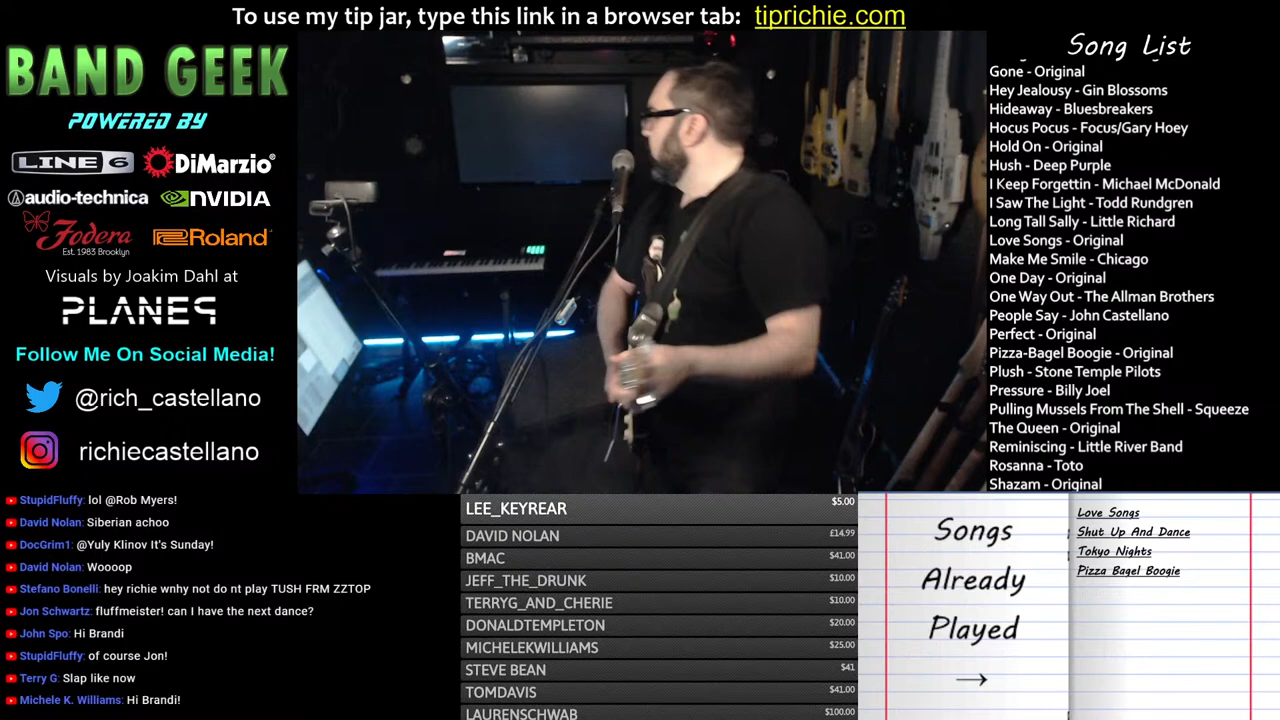 To use my tip jar, type this link in a browser tab: tiprichie.com
BAND GEEK
POWERED BY
LINE 6
DiMarzio
audio-technica
NVIDIA
Fodera
Est. 1983 Brooklyn
Roland
Visuals by Joakim Dahl at
PLANE9
Follow Me On Social Media!
@rich_castellano
richiecastellano
StupidFluffy: lol @Rob Myers!
David Nolan: Siberian achoo
DocGrim1: @Yuly Klinov It's Sunday!
David Nolan: Woooop
Stefano Bonelli: hey richie wnhy not do nt play TUSH FRM ZZTOP
Jon Schwartz: fluffmeister! can I have the next dance?
John Spo: Hi Brandi
StupidFluffy: of course Jon!
Terry G: Slap like now
Michele K. Williams: Hi Brandi!
LEE_KEYREAR $5.00
DAVID NOLAN £14.99
BMAC $41.00
JEFF_THE_DRUNK $10.00
TERRYG_AND_CHERIE $10.00
DONALDTEMPLETON $20.00
MICHELEKWILLIAMS $25.00
STEVE BEAN $41
TOMDAVIS $41.00
LAURENSCHWAB $100.00
Song List
Gone - Original
Hey Jealousy - Gin Blossoms
Hideaway - Bluesbreakers
Hocus Pocus - Focus/Gary Hoey
Hold On - Original
Hush - Deep Purple
I Keep Forgettin - Michael McDonald
I Saw The Light - Todd Rundgren
Long Tall Sally - Little Richard
Love Songs - Original
Make Me Smile - Chicago
One Day - Original
One Way Out - The Allman Brothers
People Say - John Castellano
Perfect - Original
Pizza-Bagel Boogie - Original
Plush - Stone Temple Pilots
Pressure - Billy Joel
Pulling Mussels From The Shell - Squeeze
The Queen - Original
Reminiscing - Little River Band
Rosanna - Toto
Shazam - Original
Songs
Already
Played
→
Love Songs
Shut Up And Dance
Tokyo Nights
Pizza Bagel Boogie